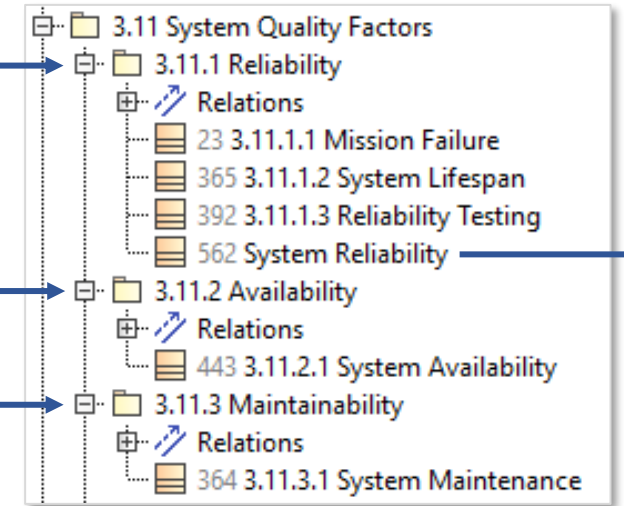 3.11 System Quality Factors
3.11.1 Reliability
Relations
23 3.11.1.1 Mission Failure
365 3.11.1.2 System Lifespan
392 3.11.1.3 Reliability Testing
562 System Reliability
3.11.2 Availability
Relations
443 3.11.2.1 System Availability
3.11.3 Maintainability
Relations
364 3.11.3.1 System Maintenance